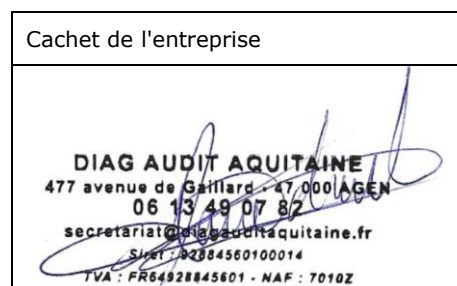 Cachet de l'entreprise
DIAG AUDIT AQUITAINE
477 avenue de Gaillard - 47 000 AGEN
06 13 49 07 82
secretariat@diagauditaquitaine.fr
Siret : 92884560100014
TVA : FR64928845601 - NAF : 7010Z